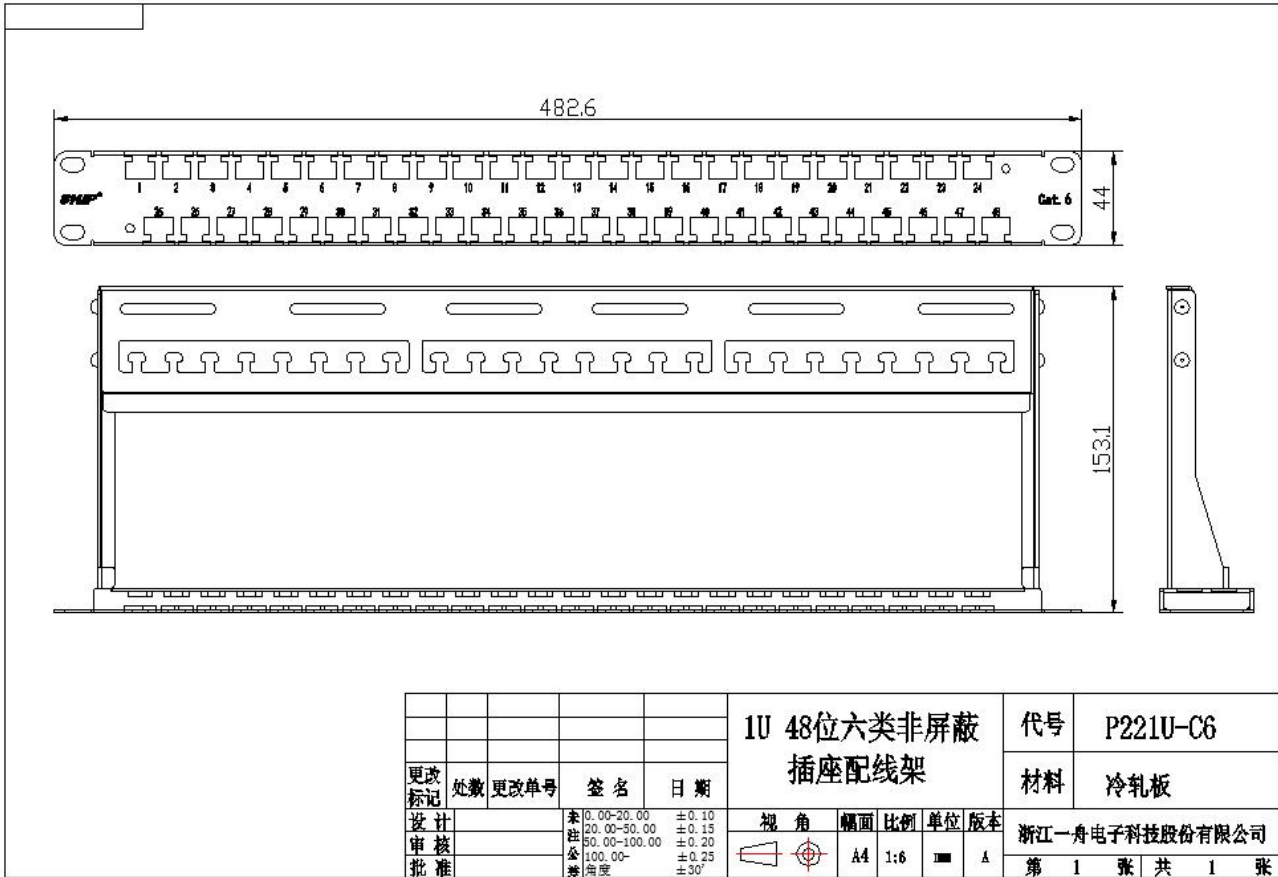 482.6
1 2 3 4 5 6 7 8 9 10 11 12 13 14 15 16 17 18 19 20 21 22 23 24
Cat. 6
44
25 26 27 28 29 30 31 32 33 34 35 36 37 38 39 40 41 42 43 44 45 46 47 48
153.1
1U 48位六类非屏蔽
插座配线架
代号 P221U-C6
材料 冷轧板
更改标记 处数 更改单号 签名 日期
设计
审核
批准
未注公差
0.00-20.00 ±0.10
20.00-50.00 ±0.15
50.00-100.00 ±0.20
100.00- ±0.25
角度 ±30'
视角 幅面 比例 单位 版本
A4 1:6 mm A
浙江一舟电子科技股份有限公司
第 1 张 共 1 张